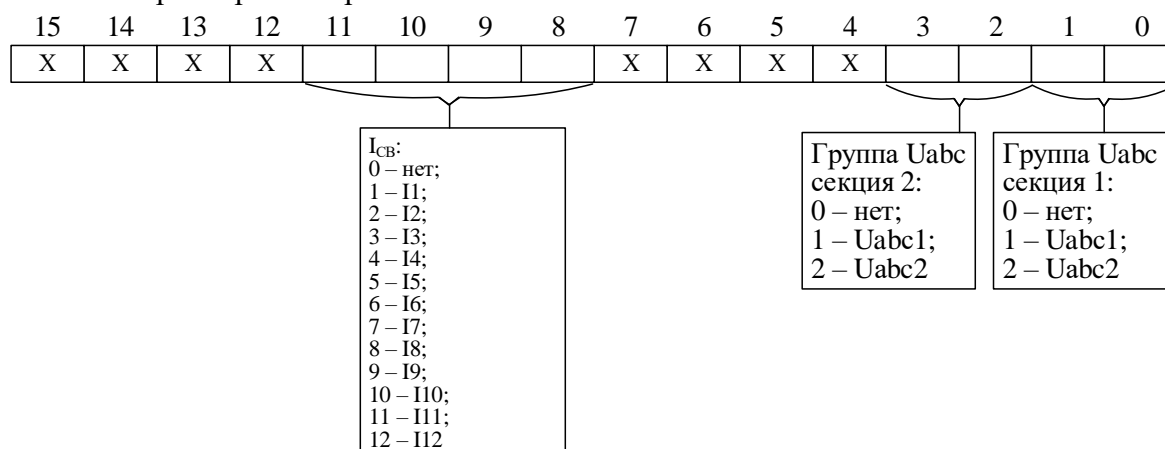 15 14 13 12 11 10 9 8 7 6 5 4 3 2 1 0
X X X X X X X X
I_СВ:
0 – нет;
1 – I1;
2 – I2;
3 – I3;
4 – I4;
5 – I5;
6 – I6;
7 – I7;
8 – I8;
9 – I9;
10 – I10;
11 – I11;
12 – I12
Группа Uabc
секция 2:
0 – нет;
1 – Uabc1;
2 – Uabc2
Группа Uabc
секция 1:
0 – нет;
1 – Uabc1;
2 – Uabc2